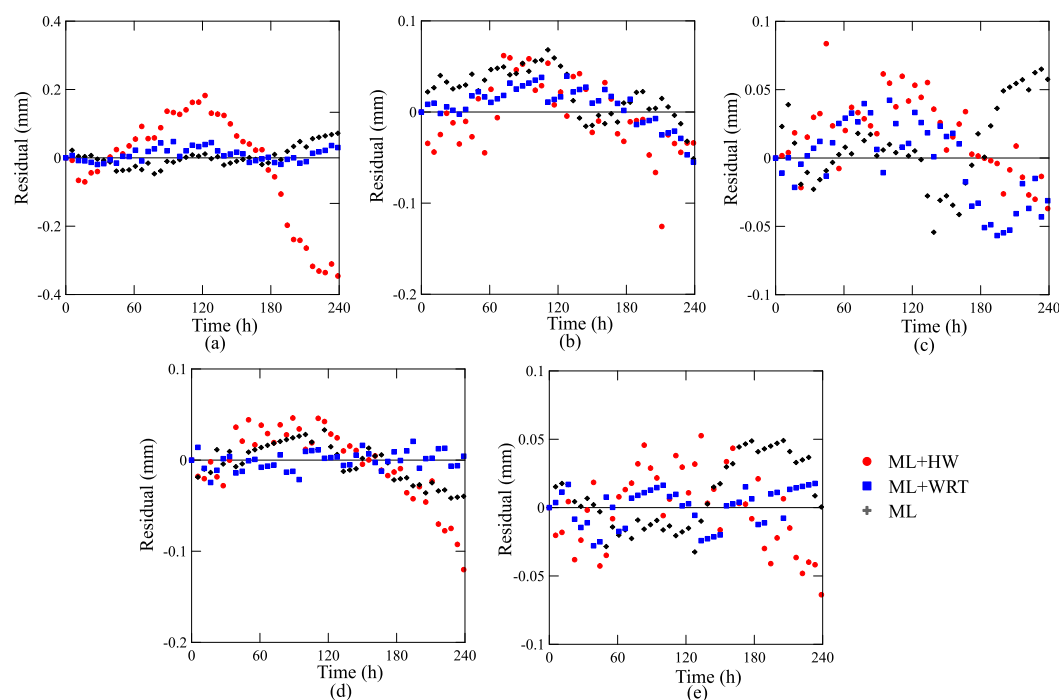 0.4
0.2
0
-0.2
-0.4
Residual (mm)
0 60 120 180 240
Time (h)
(a)
0.1
0
-0.1
-0.2
Residual (mm)
0 60 120 180 240
Time (h)
(b)
0.1
0.05
0
-0.05
-0.1
Residual (mm)
0 60 120 180 240
Time (h)
(c)
0.1
0
-0.1
-0.2
Residual (mm)
0 60 120 180 240
Time (h)
(d)
0.1
0.05
0
-0.05
-0.1
Residual (mm)
0 60 120 180 240
Time (h)
(e)
ML+HW
ML+WRT
ML